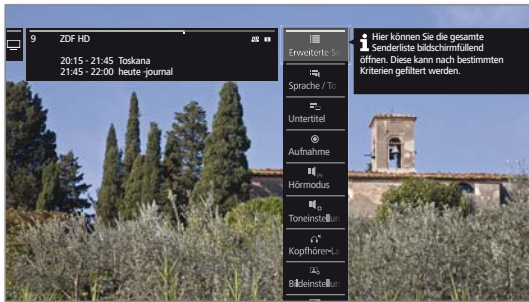 9 ZDF HD
20:15 - 21:45 Toskana
21:45 - 22:00 heute -journal
Erweiterte Se
Sprache / To
Untertitel
Aufnahme
Hörmodus
Toneinstellun
Kopfhörer-La
Bildeinstellun
Hier können Sie die gesamte
Senderliste bildschirmfüllend
öffnen. Diese kann nach bestimmten
Kriterien gefiltert werden.